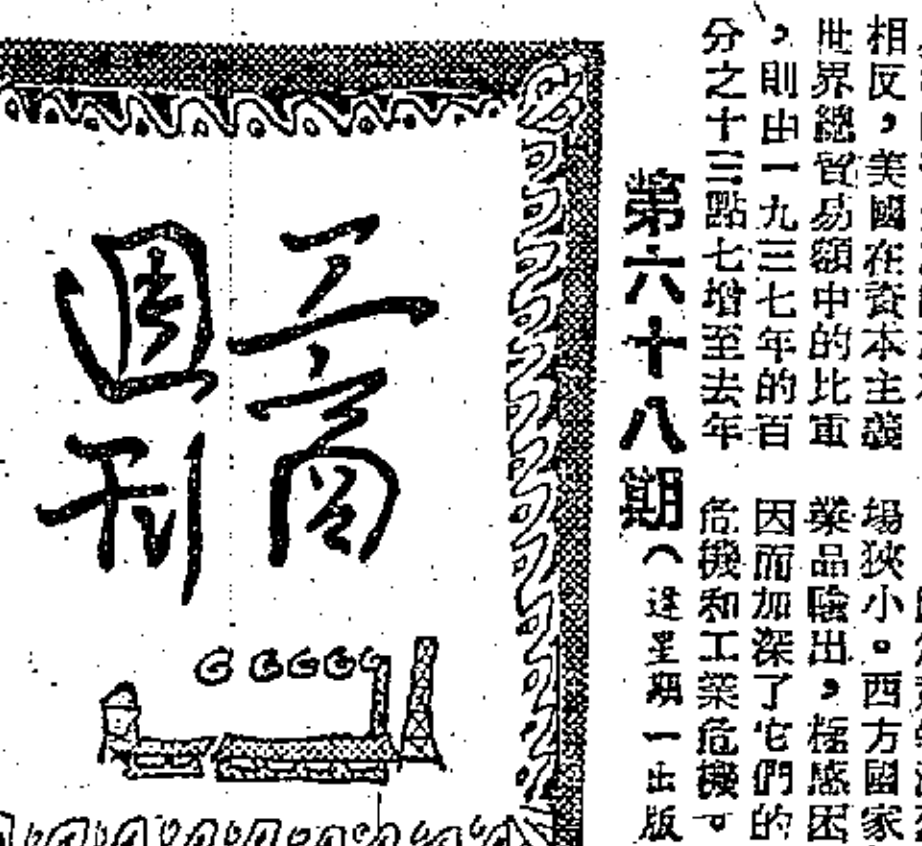 相反，美國在資本主義
世界總貿易額中的比重
，則由一九三七年的百
分之十三點七增至去年
場狹小。西方國家
業品輸出，極感困
因而加深了它們的
危機和工業危機。
第六十八期（逢星期一出版
工商
週刊